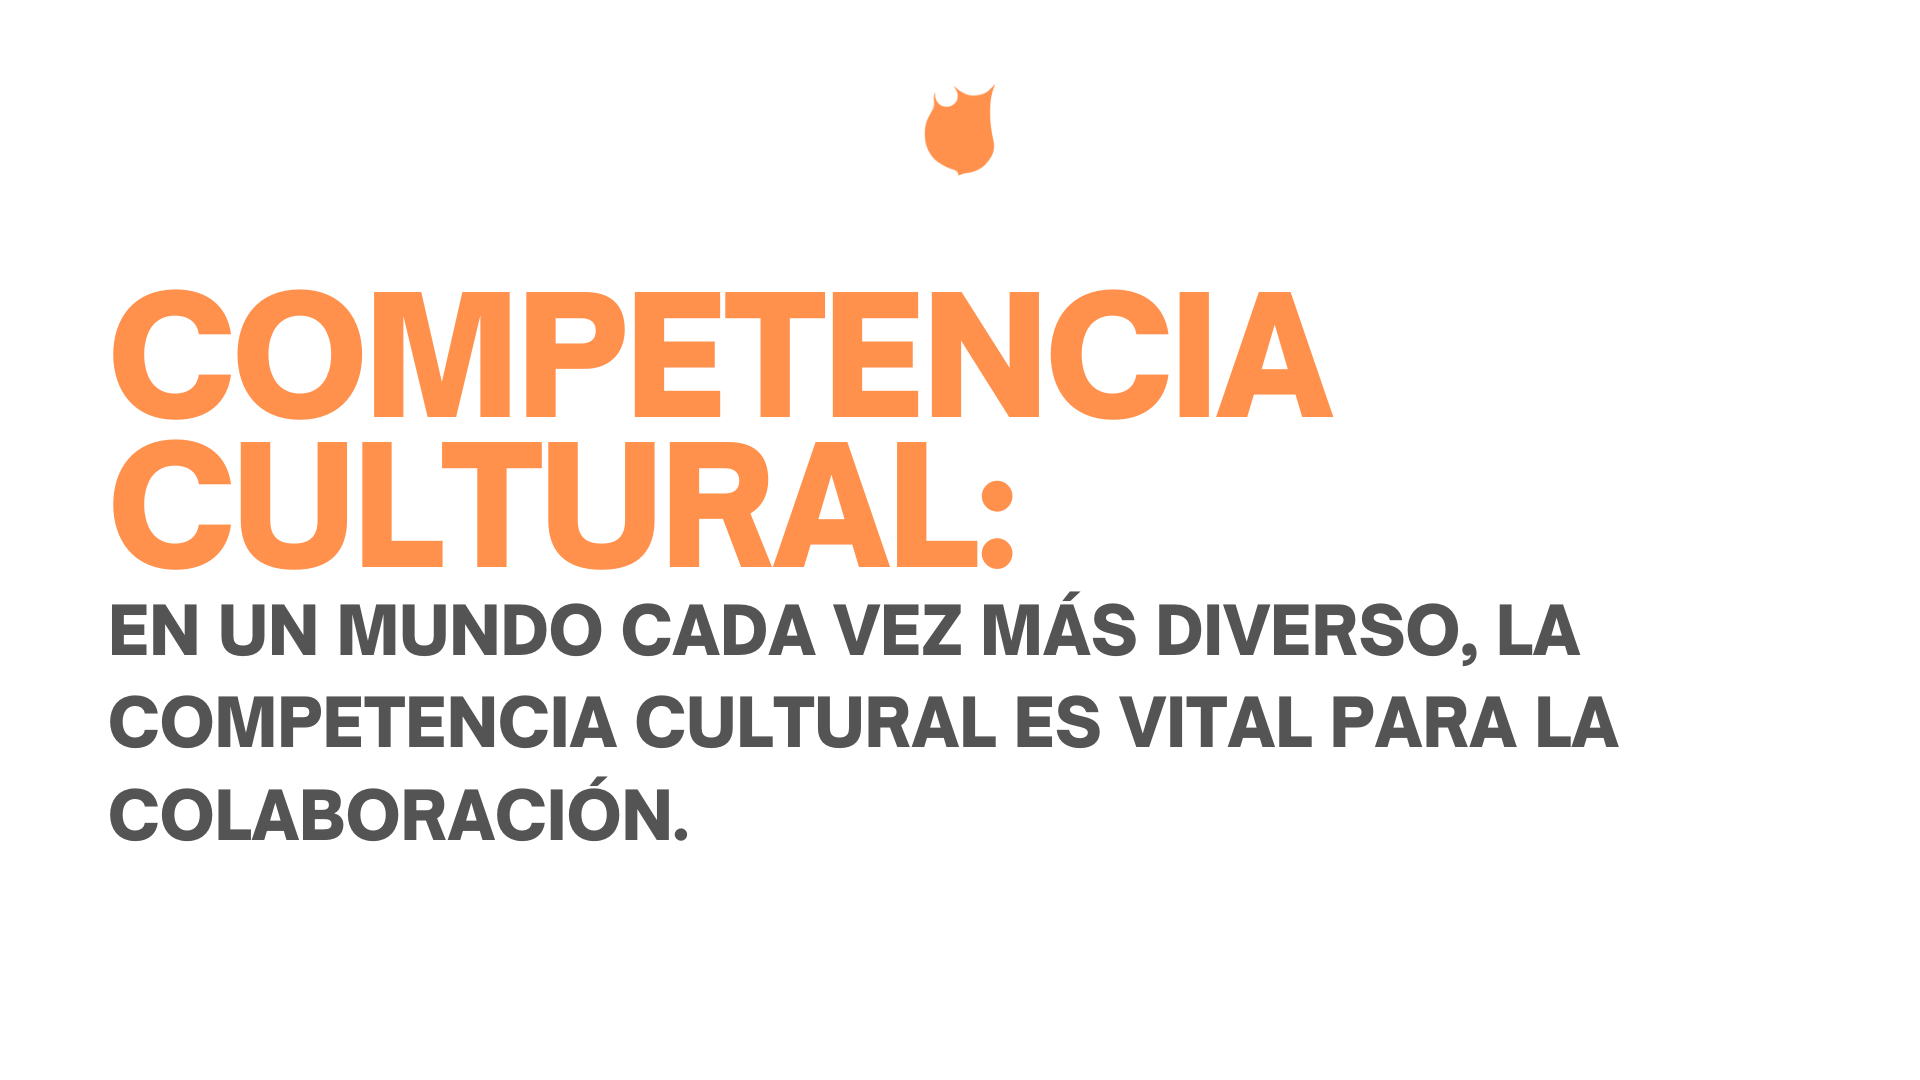 COMPETENCIA
CULTURAL:
EN UN MUNDO CADA VEZ MÁS DIVERSO, LA
COMPETENCIA CULTURAL ES VITAL PARA LA
COLABORACIÓN.